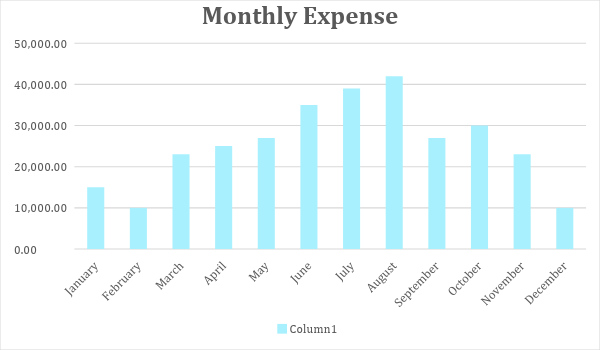 Monthly Expense
50,000.00
40,000.00
30,000.00
20,000.00
10,000.00
0.00
January February March April May June July August September October November December
Column1